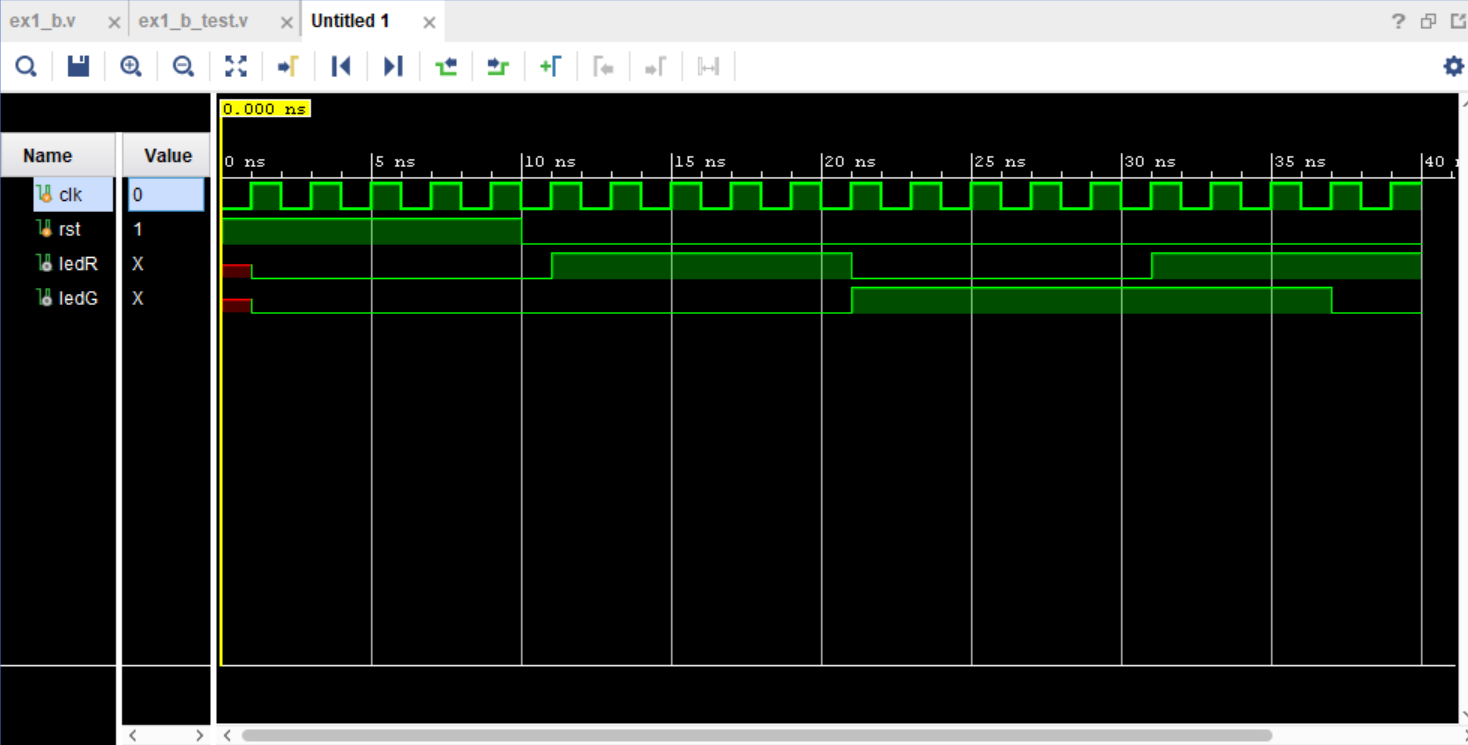 ex1_b.v × ex1_b_test.v × Untitled 1 ×
0.000 ns
Name Value
0 ns 5 ns 10 ns 15 ns 20 ns 25 ns 30 ns 35 ns 40
clk 0
rst 1
ledR X
ledG X